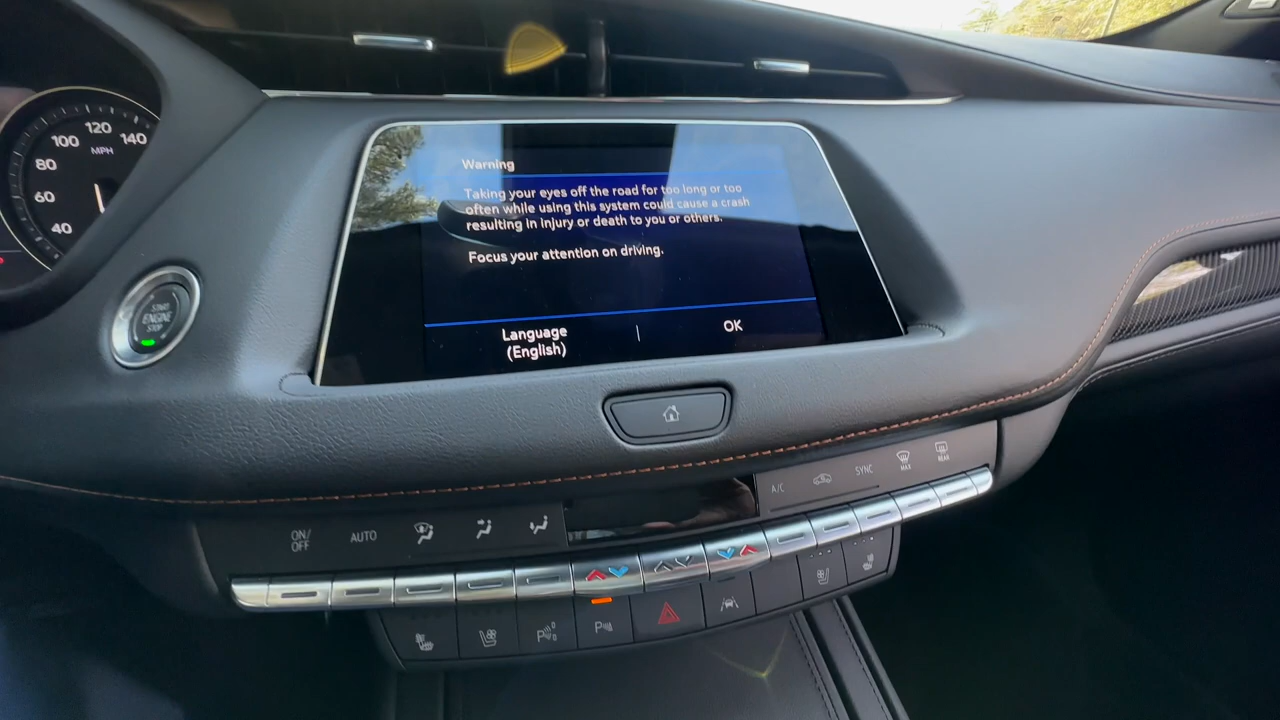 120
100
140
MPH
80
60
40
START
ENGINE
STOP
Warning
Taking your eyes off the road for too long or too
often while using this system could cause a crash
resulting in injury or death to you or others.
Focus your attention on driving.
Language
(English)
OK
ON/
OFF
AUTO
A/C
SYNC
MAX
REAR
P
P